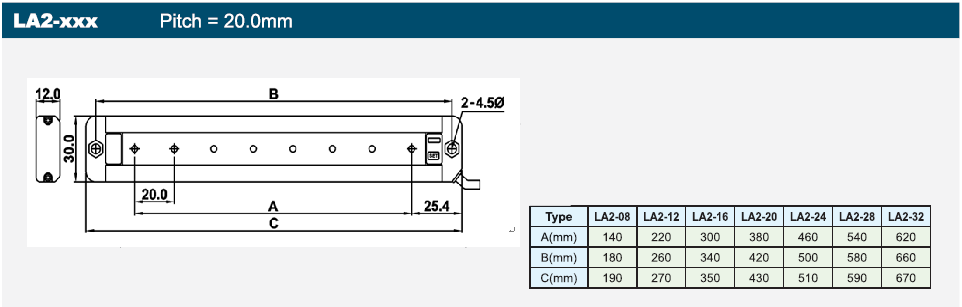 LA2-xxx Pitch = 20.0mm
12.0
B
2-4.5Ø
30.0
20.0
A
25.4
C
Type LA2-08 LA2-12 LA2-16 LA2-20 LA2-24 LA2-28 LA2-32
A(mm) 140 220 300 380 460 540 620
B(mm) 180 260 340 420 500 580 660
C(mm) 190 270 350 430 510 590 670